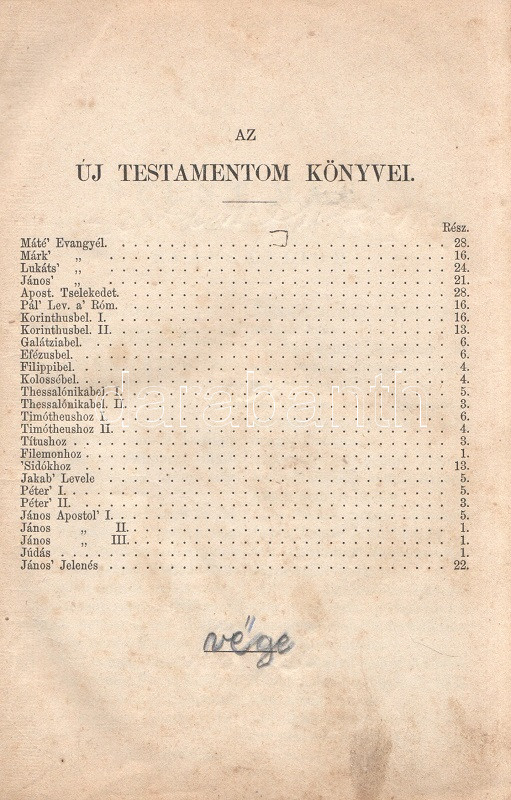 AZ
ÚJ TESTAMENTOM KÖNYVEI.
Rész.
Máté' Evangyél. 28.
Márk' „ 16.
Lukáts' „ 24.
János' „ 21.
Apost. Tselekedet. 28.
Pál' Lev. a' Róm. 16.
Korinthusbel. I. 16.
Korinthusbel. II. 13.
Galátziabel. 6.
Efézusbel. 6.
Filippibel. 4.
Kolossébel. 4.
Thessalónikabel. I. 5.
Thessalónikabel. II. 3.
Timótheushoz I. 6.
Timótheushoz II. 4.
Títushoz 3.
Filemonhoz 1.
'Sidókhoz 13.
Jakab' Levele 5.
Péter' I. 5.
Péter' II. 3.
János Apostol' I. 5.
János „ II. 1.
János „ III. 1.
Júdás 1.
János' Jelenés 22.
darabanth
vége